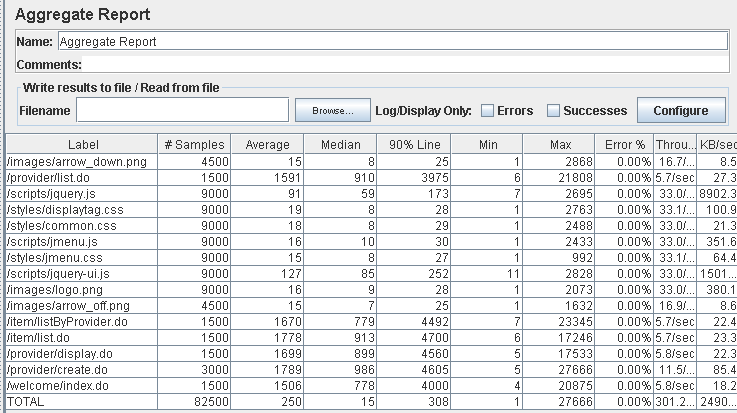 Aggregate Report
Name: Aggregate Report
Comments:
Write results to file / Read from file
Filename Browse... Log/Display Only: Errors Successes Configure
Label # Samples Average Median 90% Line Min Max Error % Throu... KB/sec
/images/arrow_down.png 4500 15 8 25 1 2868 0.00% 16.7/... 8.5
/provider/list.do 1500 1591 910 3975 6 21808 0.00% 5.7/sec 27.3
/scripts/jquery.js 9000 91 59 173 7 2695 0.00% 33.0/... 8902.3
/styles/displaytag.css 9000 19 8 28 1 2763 0.00% 33.1/... 100.9
/styles/common.css 9000 18 8 29 1 2488 0.00% 33.0/... 21.3
/scripts/jmenu.js 9000 16 10 30 1 2433 0.00% 33.0/... 351.6
/styles/jmenu.css 9000 15 8 27 1 992 0.00% 33.1/... 64.4
/scripts/jquery-ui.js 9000 127 85 252 11 2828 0.00% 33.0/... 1501...
/images/logo.png 9000 16 9 28 1 2073 0.00% 33.0/... 380.1
/images/arrow_off.png 4500 15 7 25 1 1632 0.00% 16.9/... 8.6
/item/listByProvider.do 1500 1670 779 4492 7 23345 0.00% 5.7/sec 22.4
/item/list.do 1500 1778 913 4700 6 17246 0.00% 5.7/sec 23.3
/provider/display.do 1500 1699 899 4560 5 17533 0.00% 5.8/sec 22.3
/provider/create.do 3000 1789 986 4605 5 27666 0.00% 11.5/... 85.4
/welcome/index.do 1500 1506 778 4000 4 20875 0.00% 5.8/sec 18.2
TOTAL 82500 250 15 308 1 27666 0.00% 301.2... 2490...